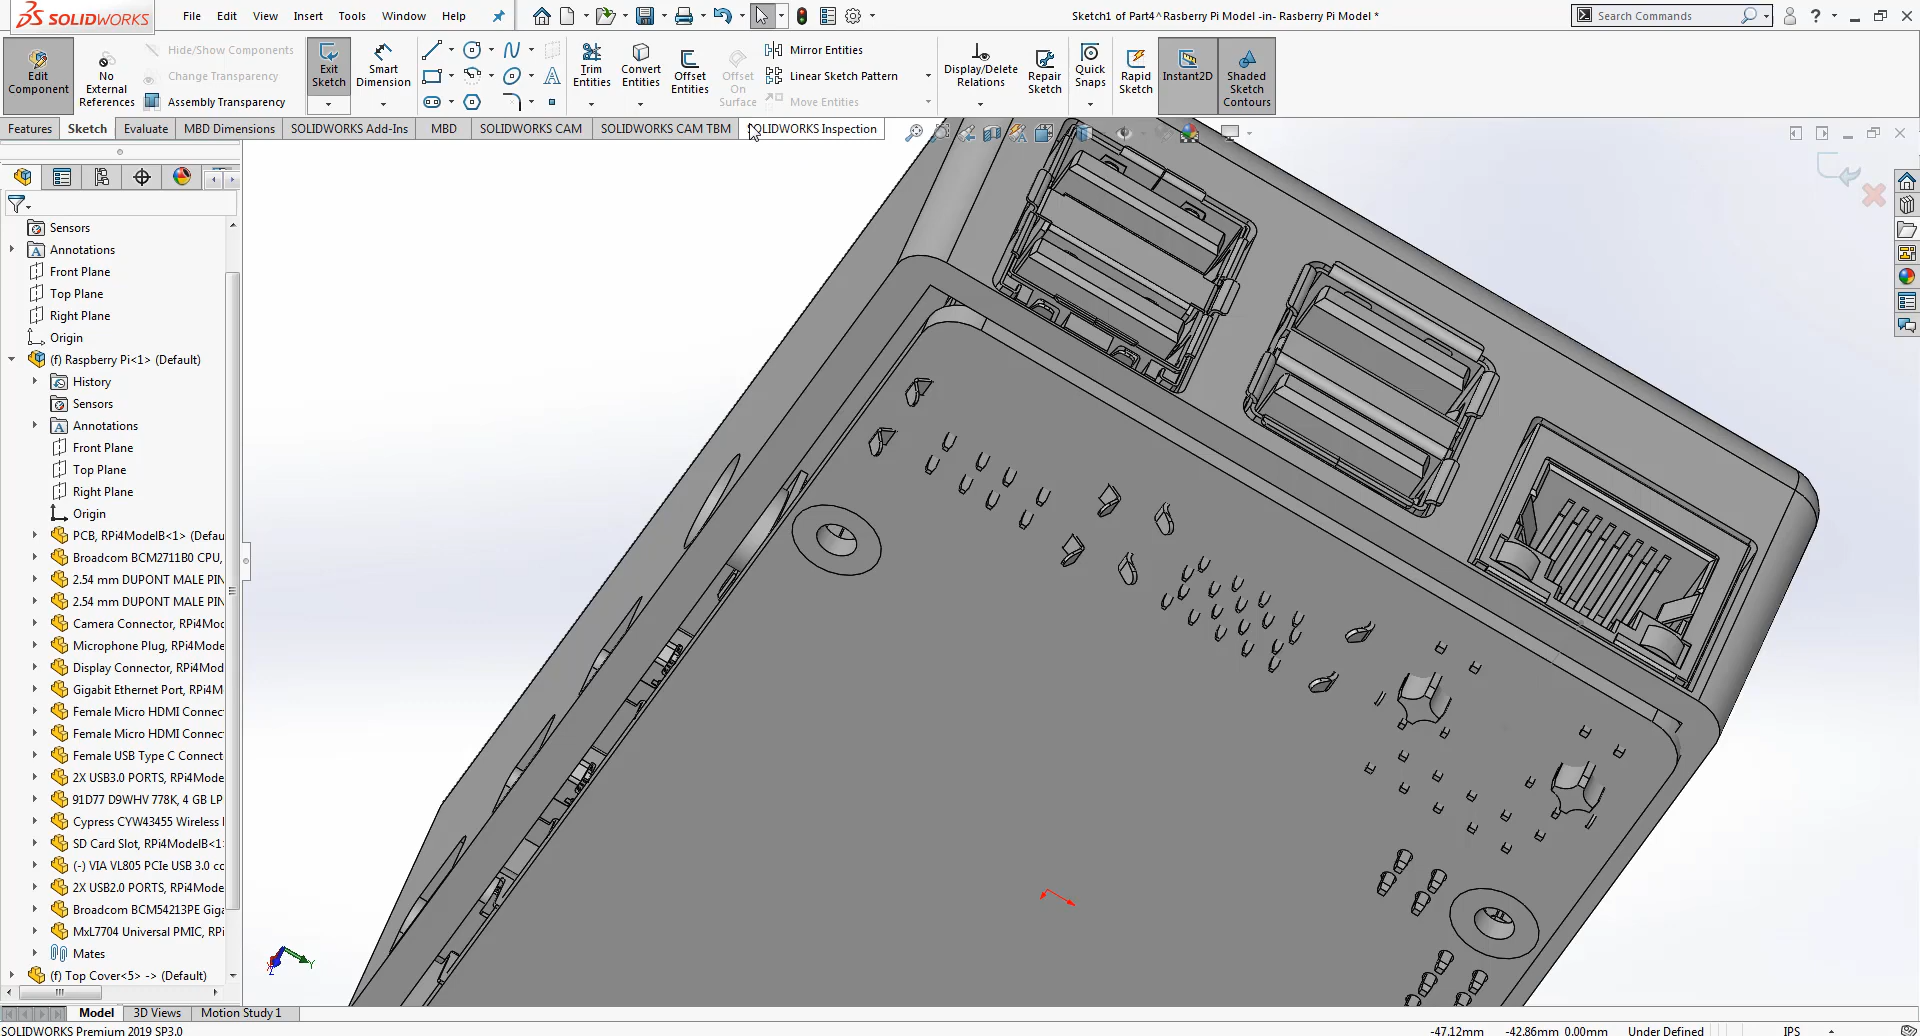 SOLIDWORKS
File Edit View Insert Tools Window Help
Sketch1 of Part4^Rasberry Pi Model -in- Rasberry Pi Model *
Search Commands
?
Edit Component
No External References
Hide/Show Components
Change Transparency
Assembly Transparency
Exit Sketch
Smart Dimension
Trim Entities
Convert Entities
Offset Entities
Offset On Surface
Mirror Entities
Linear Sketch Pattern
Move Entities
Display/Delete Relations
Repair Sketch
Quick Snaps
Rapid Sketch
Instant2D
Shaded Sketch Contours
Features Sketch Evaluate MBD Dimensions SOLIDWORKS Add-Ins MBD SOLIDWORKS CAM SOLIDWORKS CAM TBM SOLIDWORKS Inspection
Sensors
Annotations
Front Plane
Top Plane
Right Plane
Origin
(f) Raspberry Pi<1> (Default)
History
Sensors
Annotations
Front Plane
Top Plane
Right Plane
Origin
PCB, RPi4ModelB<1> (Defau
Broadcom BCM2711B0 CPU,
2.54 mm DUPONT MALE PIN
2.54 mm DUPONT MALE PIN
Camera Connector, RPi4Mod
Microphone Plug, RPi4Mode
Display Connector, RPi4Mod
Gigabit Ethernet Port, RPi4M
Female Micro HDMI Connec
Female Micro HDMI Connec
Female USB Type C Connect
2X USB3.0 PORTS, RPi4Mode
91D77 D9WHV 778K, 4 GB LP
Cypress CYW43455 Wireless
SD Card Slot, RPi4ModelB<1
(-) VIA VL805 PCIe USB 3.0 cc
2X USB2.0 PORTS, RPi4Mode
Broadcom BCM54213PE Giga
MxL7704 Universal PMIC, RPi
Mates
(f) Top Cover<5> -> (Default)
Y
Z
Model 3D Views Motion Study 1
SOLIDWORKS Premium 2019 SP3.0
-47.12mm -42.86mm 0.00mm Under Defined IPS